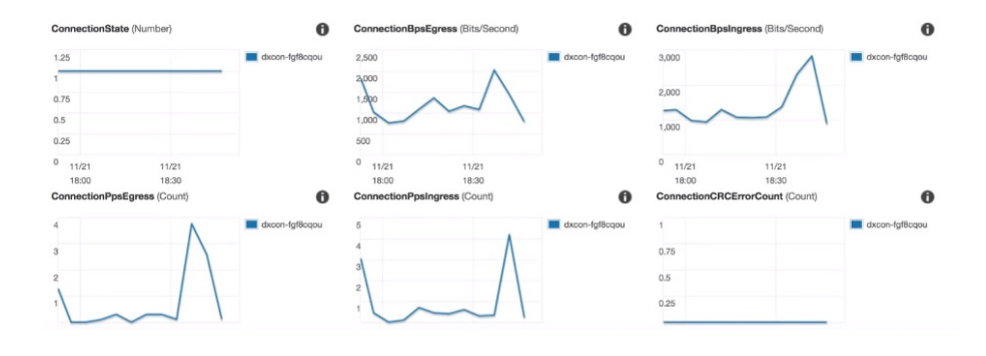 ConnectionState (Number)
ConnectionBpsEgress (Bits/Second)
ConnectionBpsIngress (Bits/Second)
1.25
1
0.75
0.5
0.25
0
11/21 11/21
18:00 18:30
dxcon-fgf8cqou
2,500
2,000
1,500
1,000
500
0
11/21 11/21
18:00 18:30
dxcon-fgf8cqou
3,000
2,000
1,000
0
11/21 11/21
18:00 18:30
dxcon-fgf8cqou
ConnectionPpsEgress (Count)
ConnectionPpsIngress (Count)
ConnectionCRCErrorCount (Count)
4
3
2
1
dxcon-fgf8cqou
5
4
3
2
1
dxcon-fgf8cqou
1
0.75
0.5
0.25
dxcon-fgf8cqou